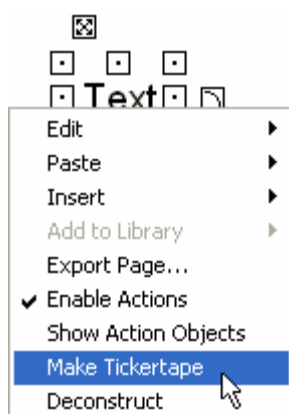 Text
Edit
Paste
Insert
Add to Library
Export Page...
Enable Actions
Show Action Objects
Make Tickertape
Deconstruct